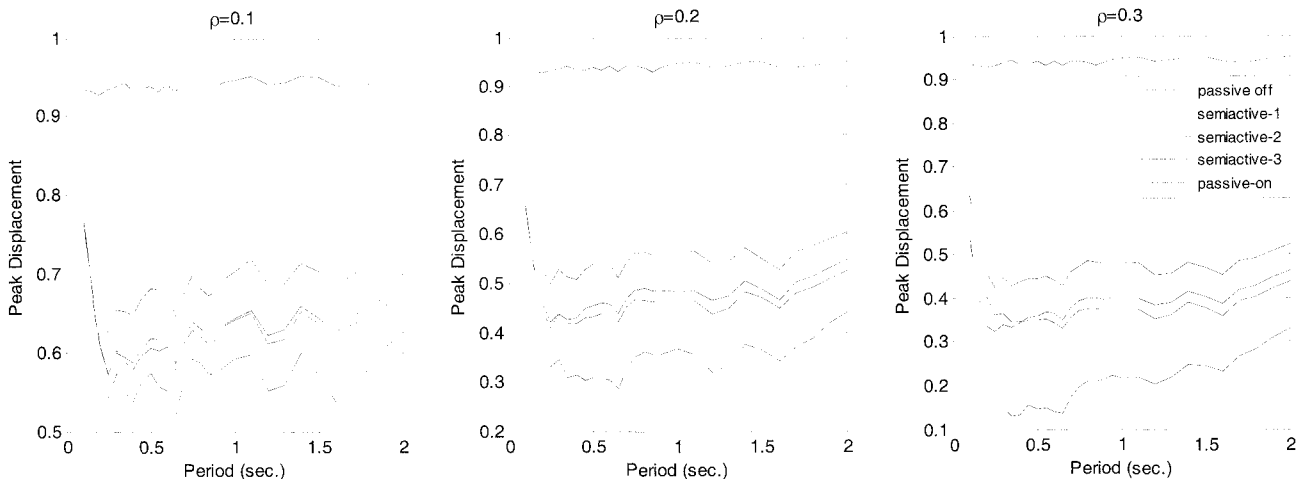 ρ=0.1
1
0.9
0.8
0.7
0.6
0.5
0
0.5
1
1.5
2
Peak Displacement
Period (sec.)
ρ=0.2
1
0.9
0.8
0.7
0.6
0.5
0.4
0.3
0.2
0
0.5
1
1.5
2
Peak Displacement
Period (sec.)
ρ=0.3
1
0.9
0.8
0.7
0.6
0.5
0.4
0.3
0.2
0.1
0
0.5
1
1.5
2
Peak Displacement
Period (sec.)
passive off
semiactive-1
semiactive-2
semiactive-3
passive-on